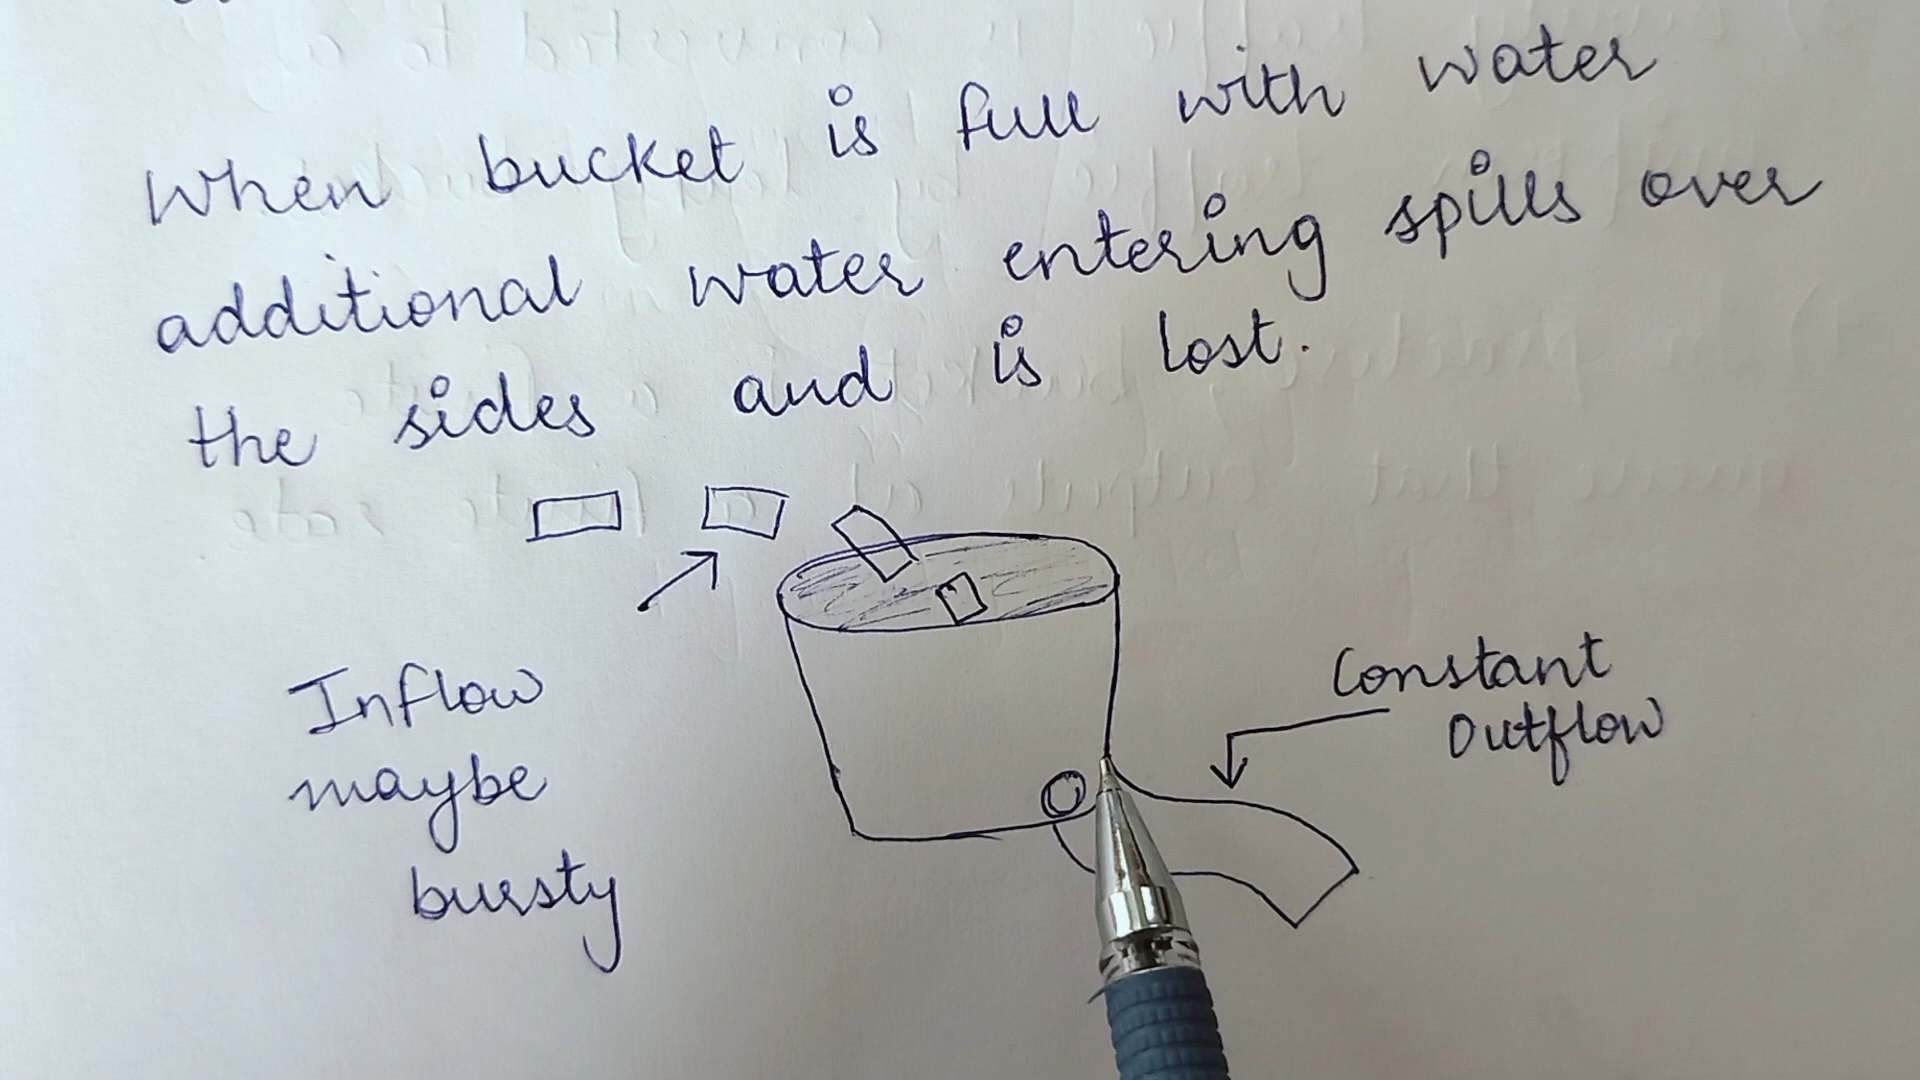 When bucket is full with water
additional water entering spills over
the sides and is lost.
Inflow
maybe
bursty
Constant
Outflow